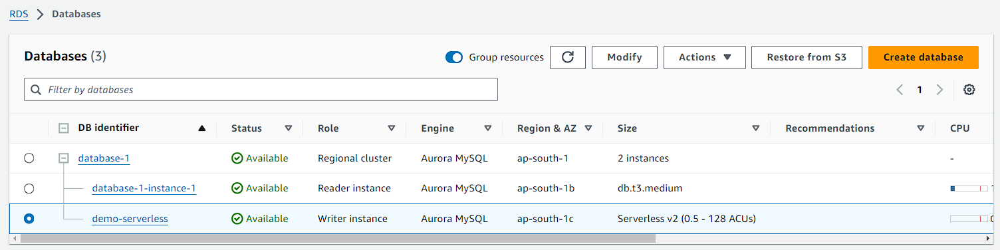 RDS > Databases
Databases (3) Group resources Modify Actions Restore from S3 Create database
Filter by databases 1
DB identifier Status Role Engine Region & AZ Size Recommendations CPU
database-1 Available Regional cluster Aurora MySQL ap-south-1 2 instances -
database-1-instance-1 Available Reader instance Aurora MySQL ap-south-1b db.t3.medium
demo-serverless Available Writer instance Aurora MySQL ap-south-1c Serverless v2 (0.5 - 128 ACUs)